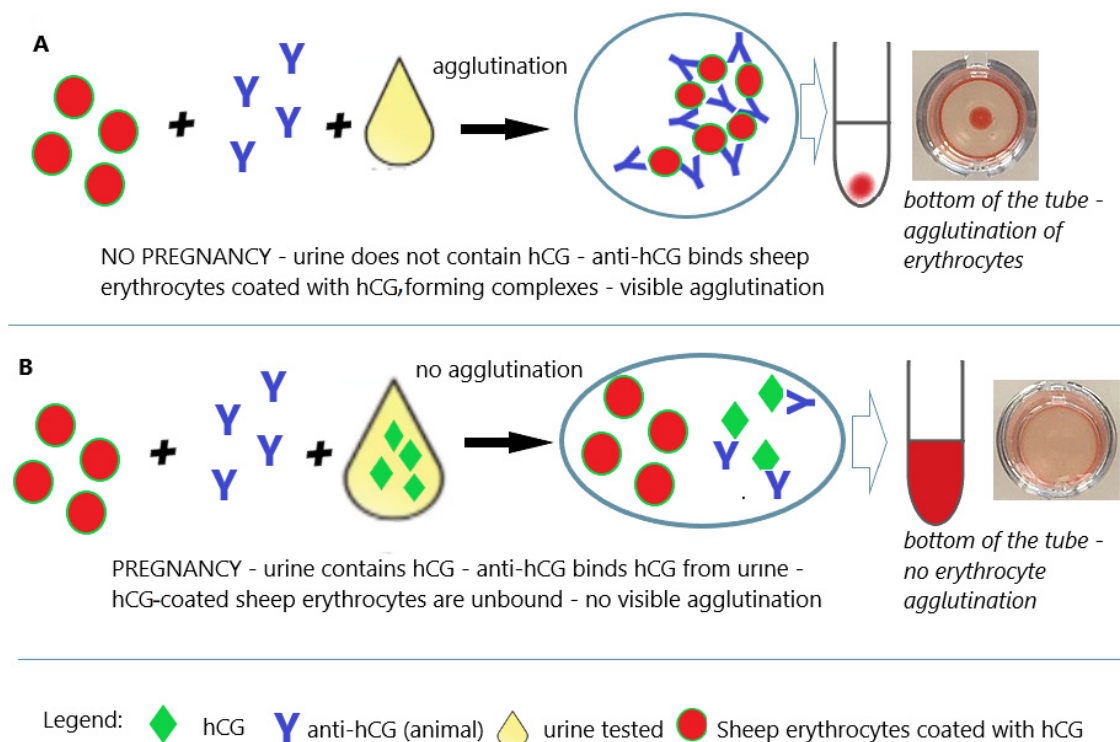 A
agglutination
bottom of the tube -
agglutination of
erythrocytes
NO PREGNANCY - urine does not contain hCG - anti-hCG binds sheep
erythrocytes coated with hCG,forming complexes - visible agglutination
B
no agglutination
bottom of the tube -
no erythrocyte
agglutination
PREGNANCY - urine contains hCG - anti-hCG binds hCG from urine -
hCG-coated sheep erythrocytes are unbound - no visible agglutination
Legend: hCG anti-hCG (animal) urine tested Sheep erythrocytes coated with hCG